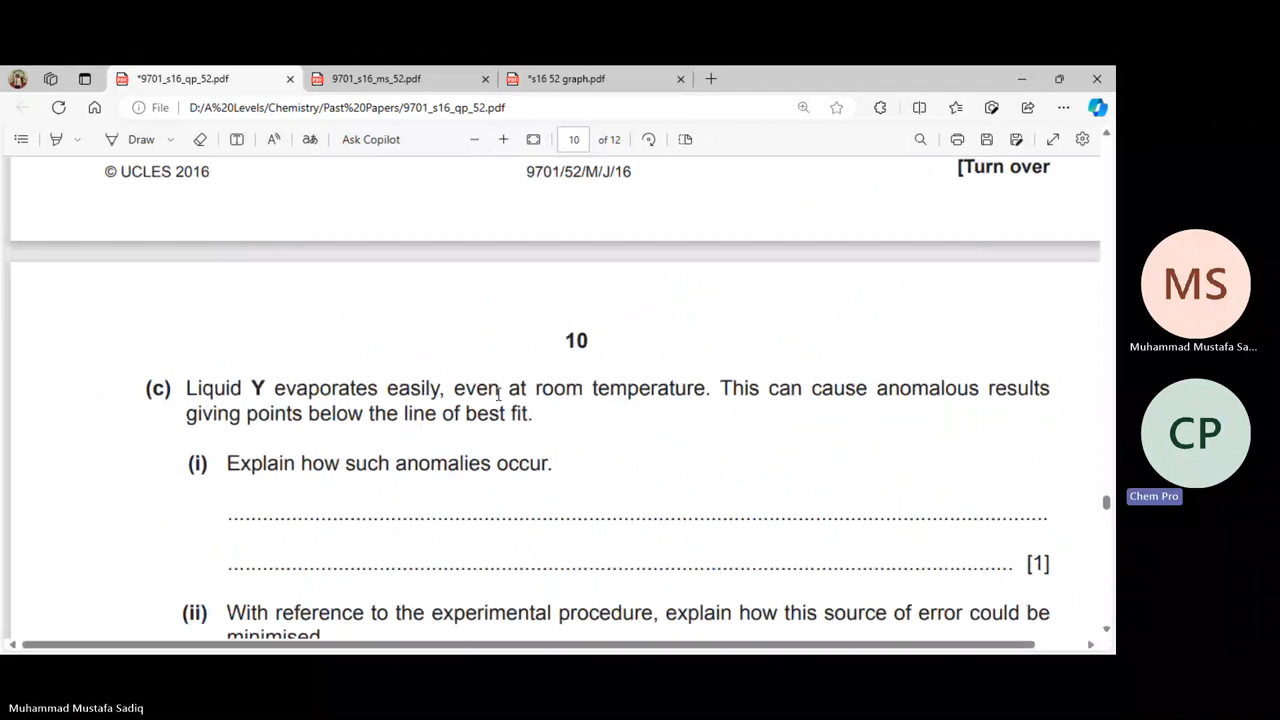 *9701_s16_qp_52.pdf
9701_s16_ms_52.pdf
*s16 52 graph.pdf
File
D:/A%20Levels/Chemistry/Past%20Papers/9701_s16_qp_52.pdf
Draw
aあ
Ask Copilot
10
of 12
© UCLES 2016
9701/52/M/J/16
[Turn over
10
(c) Liquid Y evaporates easily, even at room temperature. This can cause anomalous results
giving points below the line of best fit.
(i) Explain how such anomalies occur.
................................................................................
................................................................................ [1]
(ii) With reference to the experimental procedure, explain how this source of error could be
minimised.
MS
Muhammad Mustafa Sa...
CP
Chem Pro
Muhammad Mustafa Sadiq